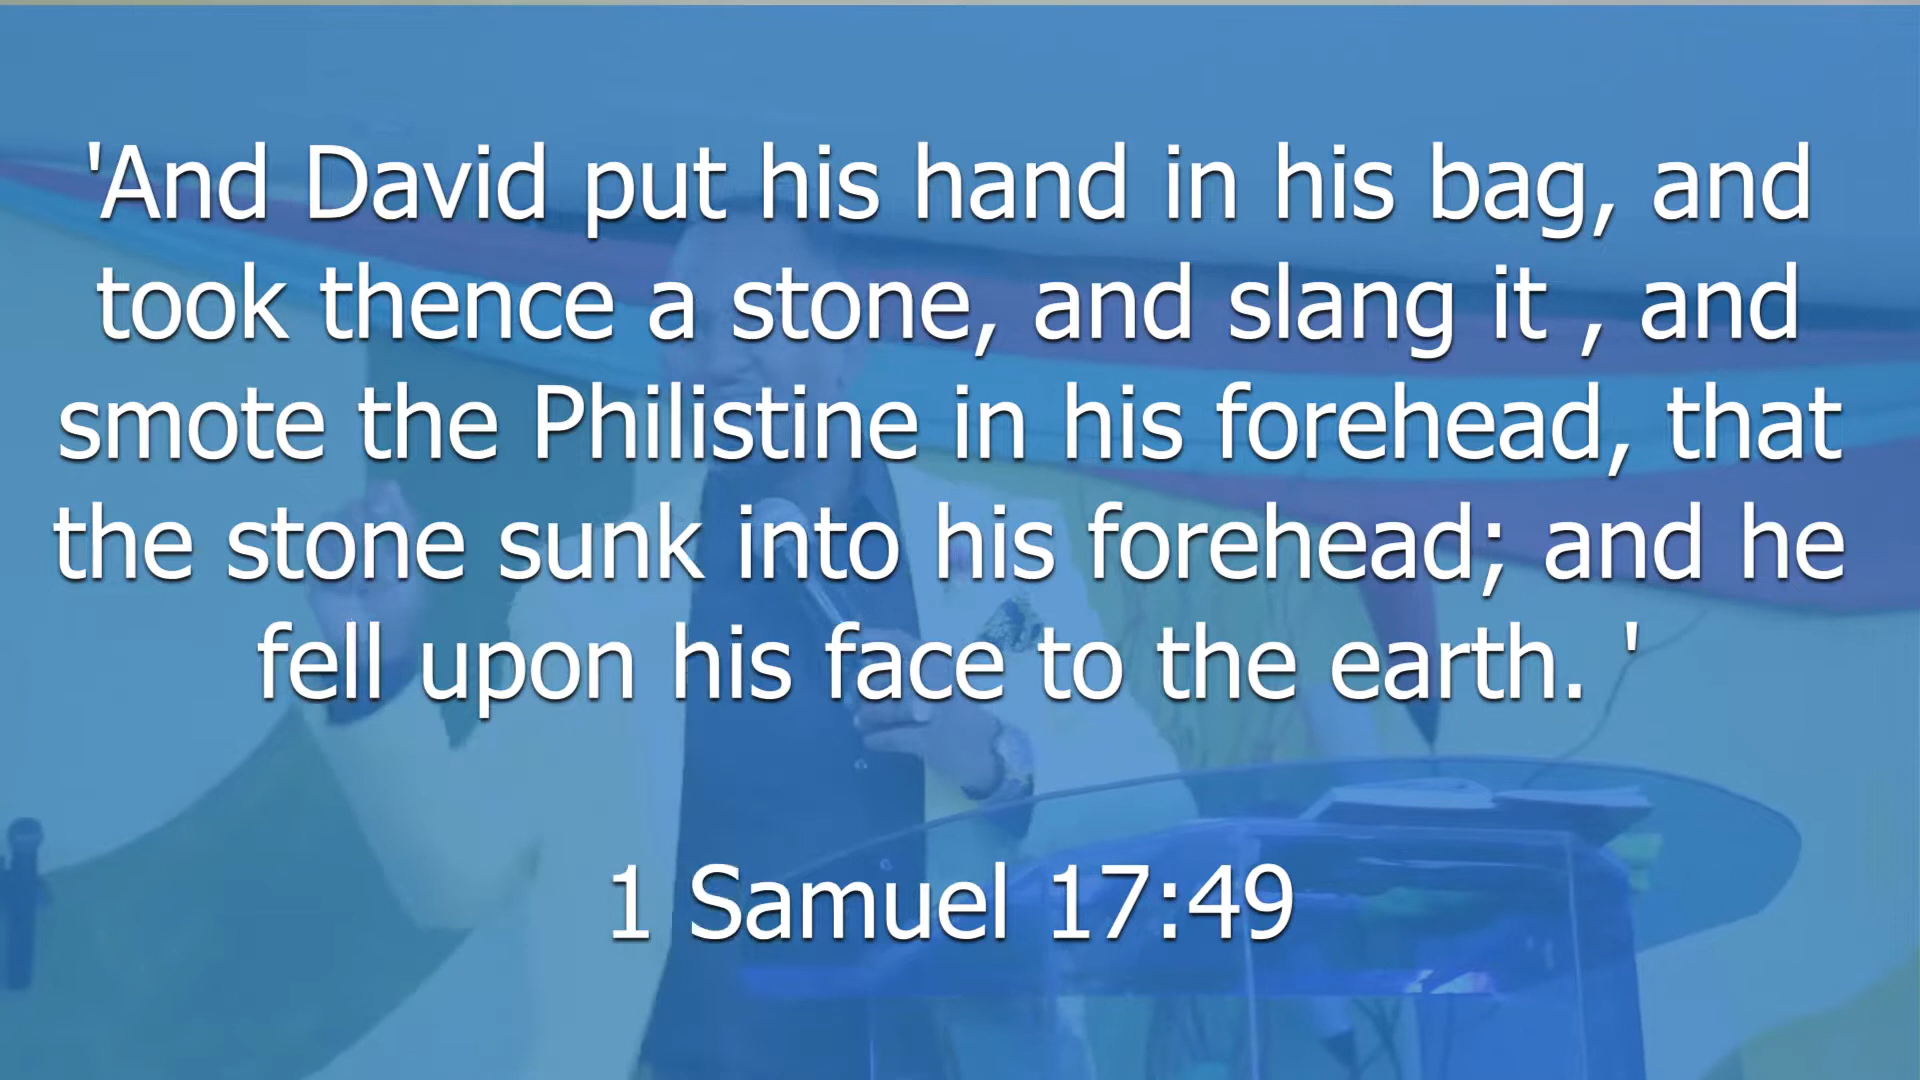 'And David put his hand in his bag, and
took thence a stone, and slang it , and
smote the Philistine in his forehead, that
the stone sunk into his forehead; and he
fell upon his face to the earth. '
1 Samuel 17:49